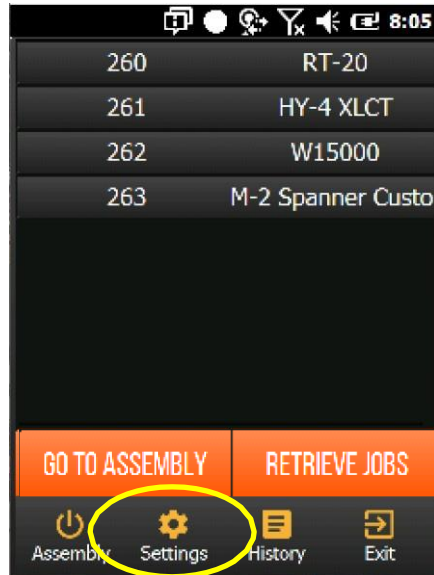 8:05
260 RT-20
261 HY-4 XLCT
262 W15000
263 M-2 Spanner Custo
GO TO ASSEMBLY RETRIEVE JOBS
Assembly Settings History Exit